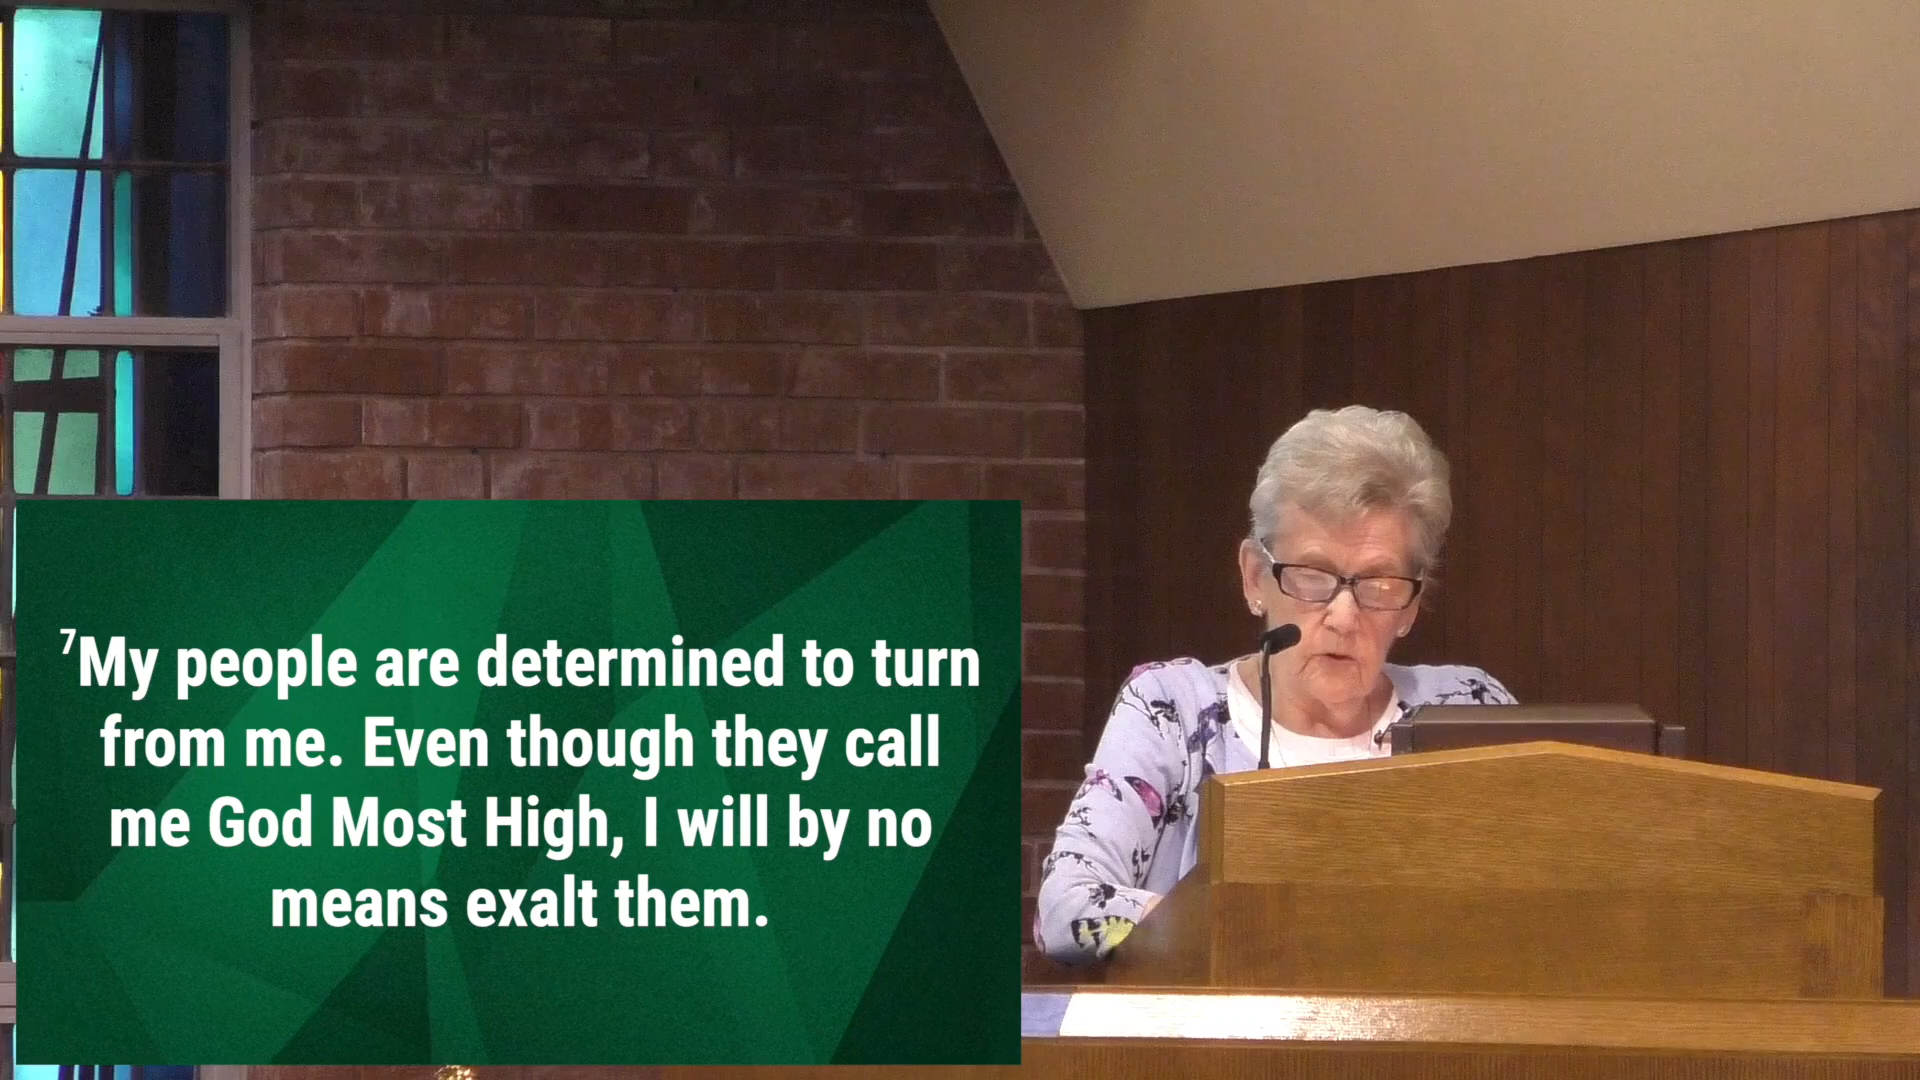 ⁷My people are determined to turn
from me. Even though they call
me God Most High, I will by no
means exalt them.